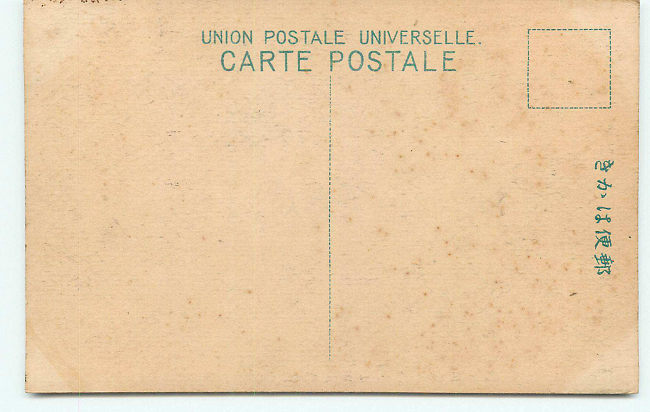 UNION POSTALE UNIVERSELLE.
CARTE POSTALE
郵便はかき